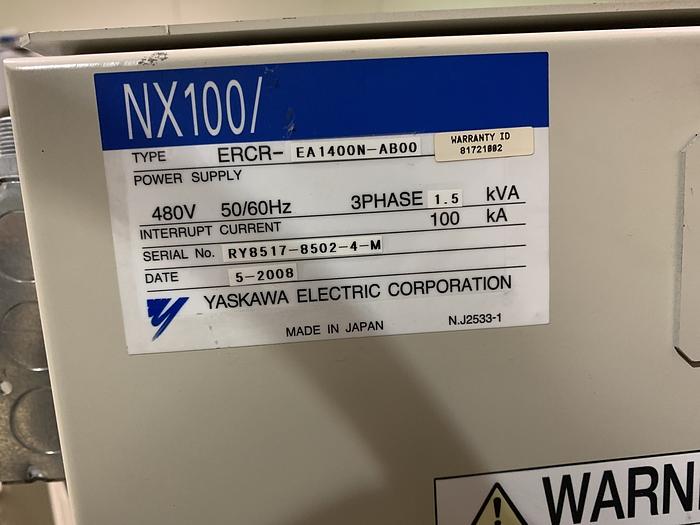 NX100/
TYPE ERCR- EA1400N-AB00
WARRANTY ID
81721002
POWER SUPPLY
480V 50/60Hz 3PHASE 1.5 kVA
INTERRUPT CURRENT 100 kA
SERIAL No. RY8517-8502-4-M
DATE 5-2008
YASKAWA ELECTRIC CORPORATION
MADE IN JAPAN N.J2533-1
WARN